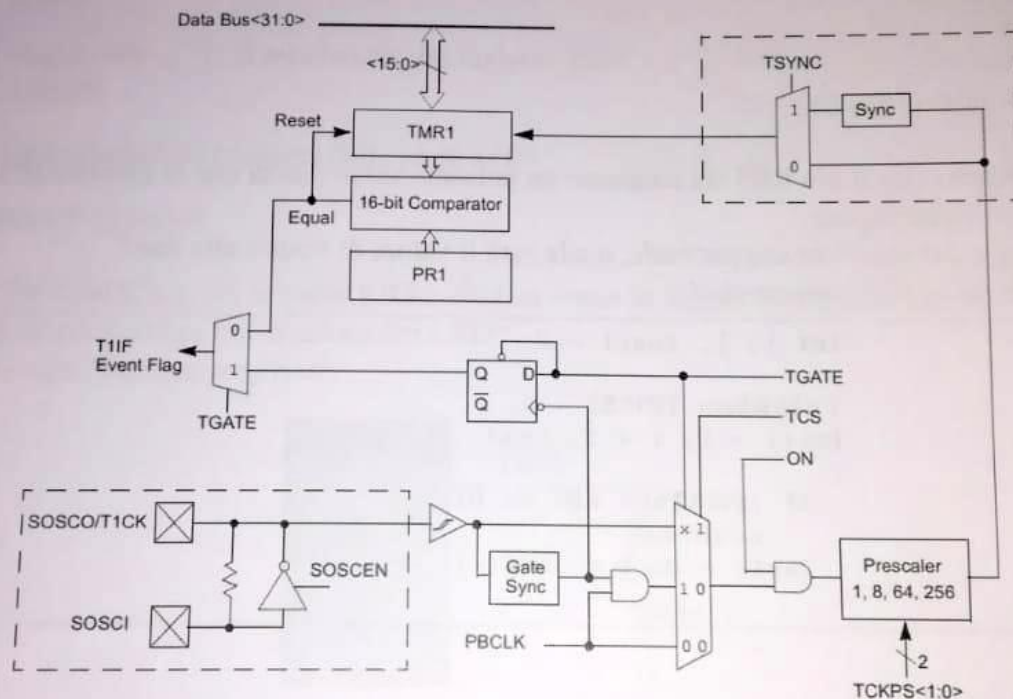 Data Bus<31:0>
<15:0>
TSYNC
1
Sync
Reset
TMR1
0
Equal
16-bit Comparator
PR1
0
T1IF
Event Flag
1
Q D
TGATE
Q
TGATE
TCS
ON
SOSCO/T1CK
× 1
SOSCEN
Gate
Sync
1 0
Prescaler
1, 8, 64, 256
SOSCI
PBCLK
0 0
2
TCKPS<1:0>